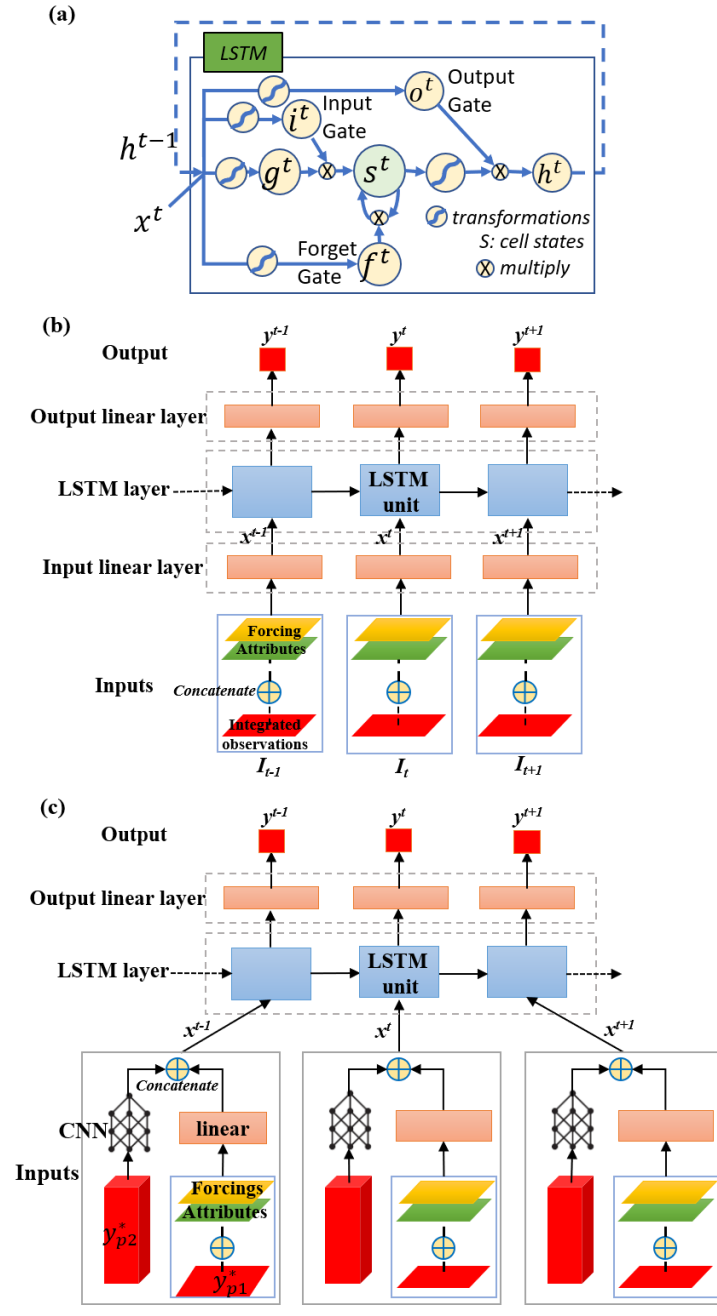 (a)
LSTM
Output
Gate
o^t
Input
Gate
i^t
h^{t-1}
g^t
s^t
h^t
x^t
transformations
S: cell states
multiply
Forget
Gate
f^t
(b)
y^{t-1}
y^t
y^{t+1}
Output
Output linear layer
LSTM layer
LSTM
unit
x^{t-1}
x^t
x^{t+1}
Input linear layer
Forcing
Attributes
Inputs
Concatenate
Integrated
observations
I_{t-1}
I_t
I_{t+1}
(c)
y^{t-1}
y^t
y^{t+1}
Output
Output linear layer
LSTM layer
LSTM
unit
x^{t-1}
x^t
x^{t+1}
Concatenate
CNN
linear
Inputs
Forcings
Attributes
y_{p2}^*
y_{p1}^*